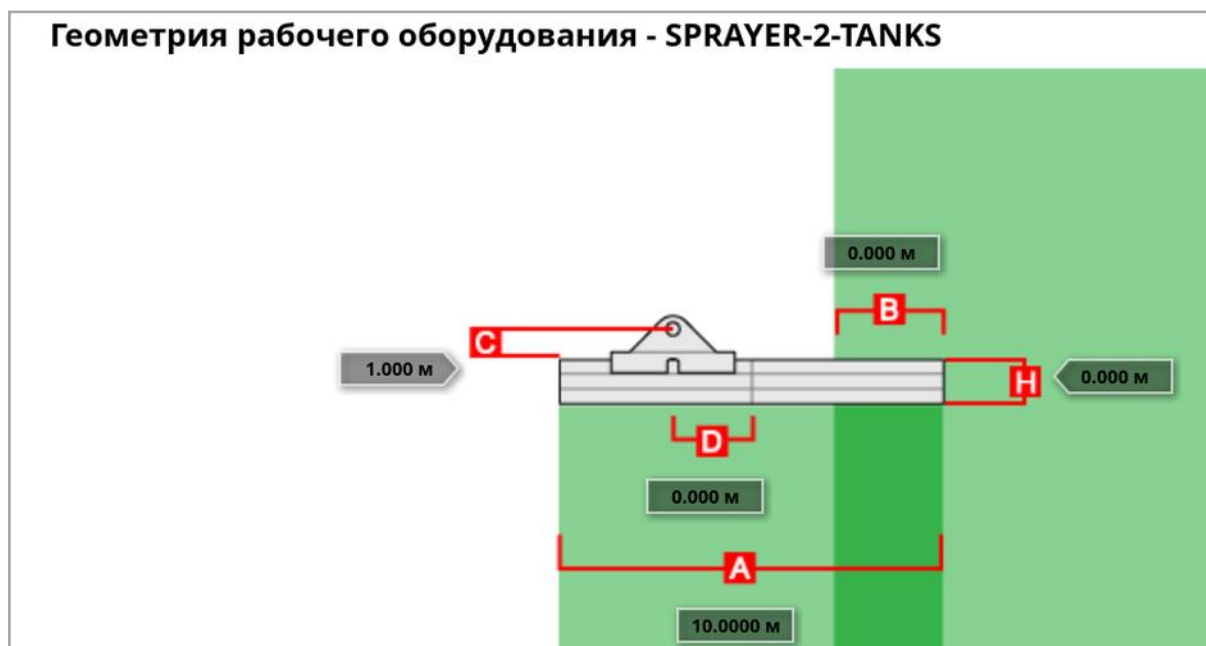 Геометрия рабочего оборудования - SPRAYER-2-TANKS
0.000 м
B
C
1.000 м
H
0.000 м
D
0.000 м
A
10.0000 м